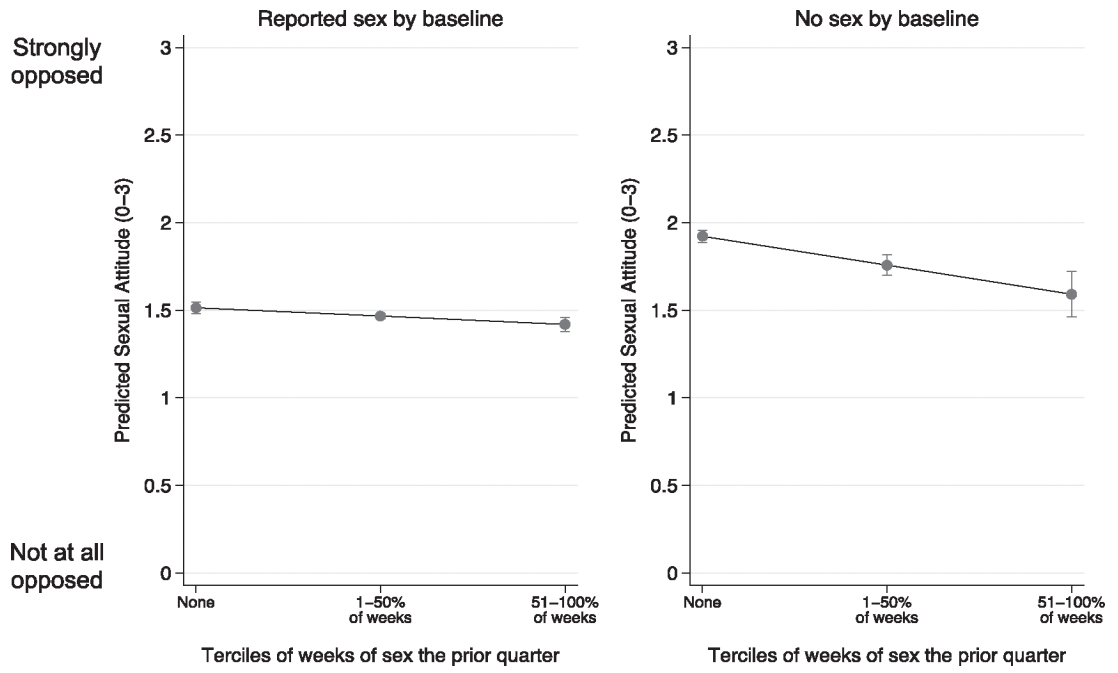 Reported sex by baseline
No sex by baseline
Strongly
opposed
Not at all
opposed
Predicted Sexual Attitude (0–3)
3
2.5
2
1.5
1
0.5
0
None
1–50%
of weeks
51–100%
of weeks
Terciles of weeks of sex the prior quarter
Predicted Sexual Attitude (0–3)
3
2.5
2
1.5
1
0.5
0
None
1–50%
of weeks
51–100%
of weeks
Terciles of weeks of sex the prior quarter